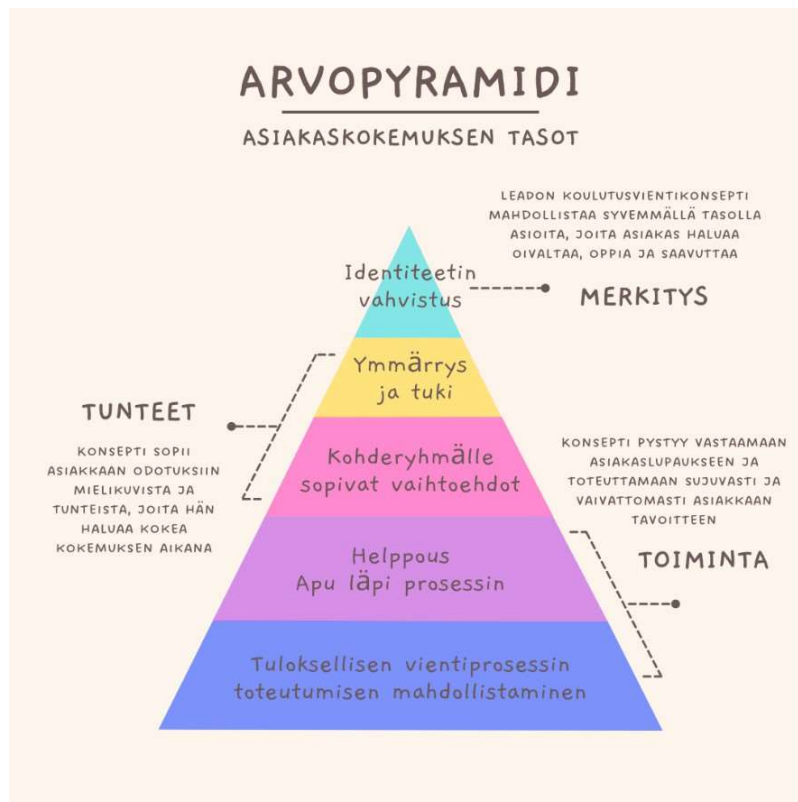 ARVOPYRAMIDI
ASIAKASKOKEMUKSEN TASOT
LEADON KOULUTUSVIENTIKONSEPTI
MAHDOLLISTAA SYVEMMÄLLÄ TASOLLA
ASIOITA, JOITA ASIAKAS HALUAA
OIVALTAA, OPPIA JA SAAVUTTAA
MERKITYS
Identiteetin
vahvistus
Ymmärrys
ja tuki
TUNTEET
KONSEPTI SOPII
ASIAKKAAN ODOTUKSIIN
MIELIKUVISTA JA
TUNTEISTA, JOITA HÄN
HALUAA KOKEA
KOKEMUKSEN AIKANA
Kohderyhmälle
sopivat vaihtoehdot
KONSEPTI PYSTYY VASTAAMAAN
ASIAKASLUPAUKSEEN JA
TOTEUTTAMAAN SUJUVASTI JA
VAIVATTOMASTI ASIAKKAAN
TAVOITTEEN
TOIMINTA
Helppous
Apu läpi prosessin
Tuloksellisen vientiprosessin
toteutumisen mahdollistaminen